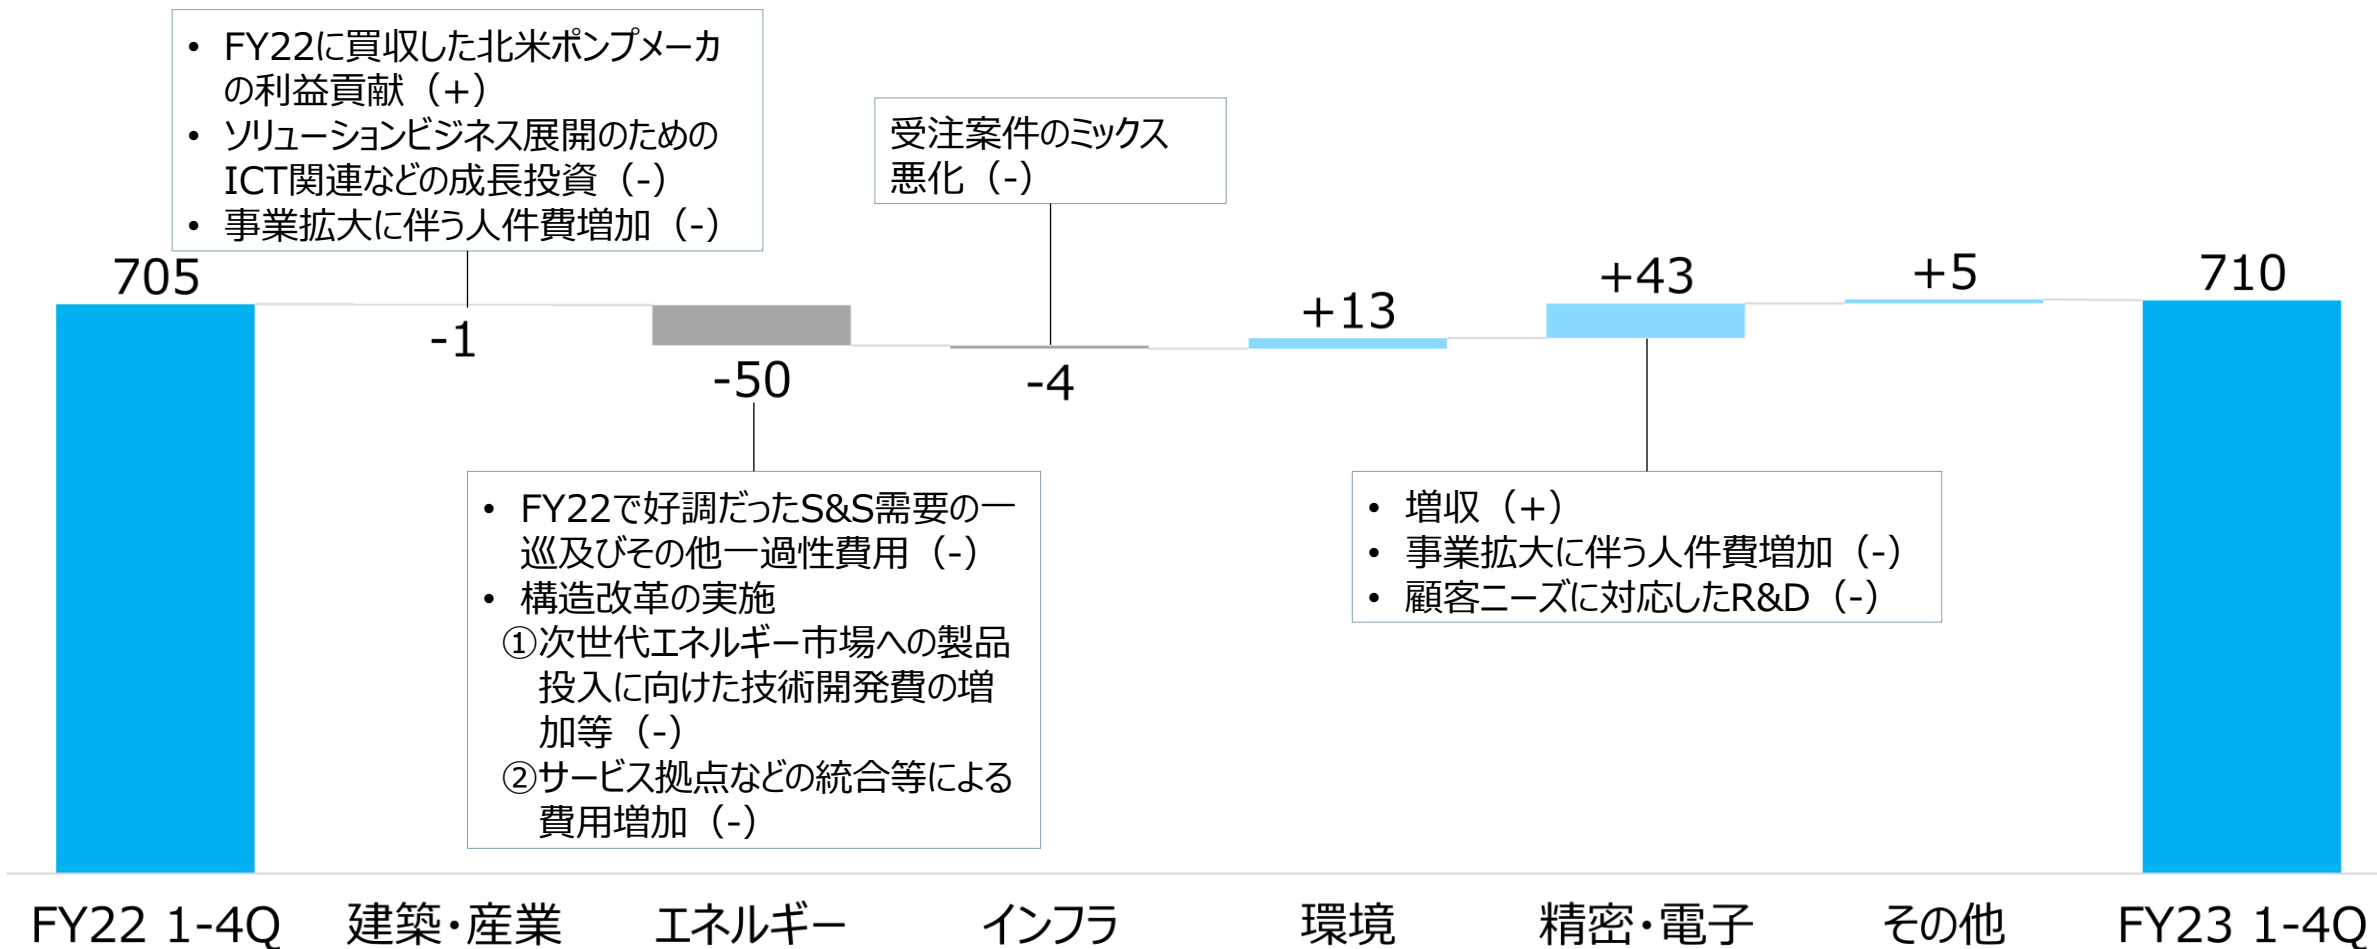 • FY22に買収した北米ポンプメーカ
の利益貢献（+）
• ソリューションビジネス展開のための
ICT関連などの成長投資（-）
• 事業拡大に伴う人件費増加（-）
受注案件のミックス
悪化（-）
705
-1
-50
-4
+13
+43
+5
710
• FY22で好調だったS&S需要の一
巡及びその他一過性費用（-）
• 構造改革の実施
①次世代エネルギー市場への製品
投入に向けた技術開発費の増
加等（-）
②サービス拠点などの統合等による
費用増加（-）
• 増収（+）
• 事業拡大に伴う人件費増加（-）
• 顧客ニーズに対応したR&D（-）
FY22 1-4Q
建築・産業
エネルギー
インフラ
環境
精密・電子
その他
FY23 1-4Q